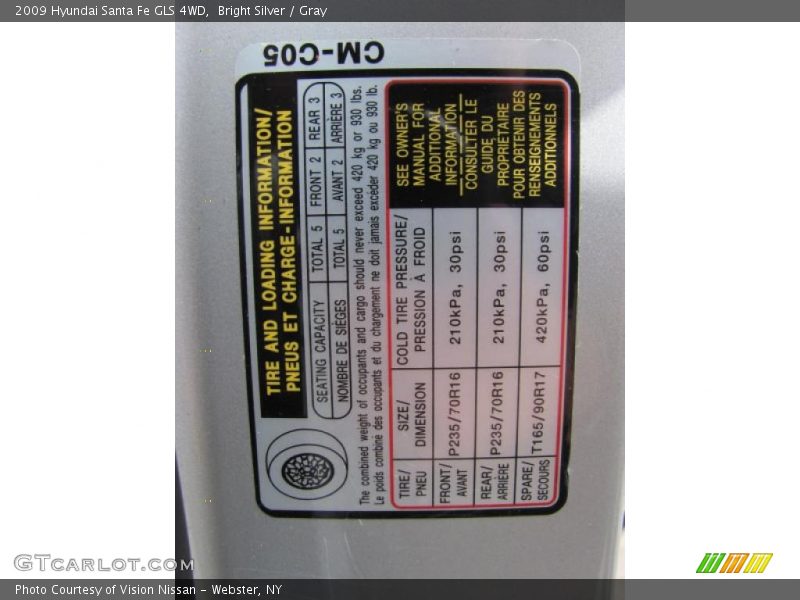 2009 Hyundai Santa Fe GLS 4WD,  Bright Silver / Gray
CM-C05
TIRE AND LOADING INFORMATION/
PNEUS ET CHARGE-INFORMATION
SEATING CAPACITY TOTAL 5 FRONT 2 REAR 3
NOMBRE DE SIÈGES TOTAL 5 AVANT 2 ARRIÈRE 3
The combined weight of occupants and cargo should never exceed 420 kg or 930 lbs.
Le poids combine des occupants et du chargement ne doit jamais excéder 420 kg ou 930 lb.
TIRE/
PNEU
SIZE/
DIMENSION
COLD TIRE PRESSURE/
PRESSION À FROID
SEE OWNER'S
MANUAL FOR
ADDITIONAL
INFORMATION
CONSULTER LE
GUIDE DU
PROPRIETAIRE
POUR OBTENIR DES
RENSEIGNEMENTS
ADDITIONNELS
FRONT/
AVANT
P235/70R16
210kPa, 30psi
REAR/
ARRIÈRE
P235/70R16
210kPa, 30psi
SPARE/
SECOURS
T165/90R17
420kPa, 60psi
GTcarlot.com
Photo Courtesy of Vision Nissan - Webster, NY